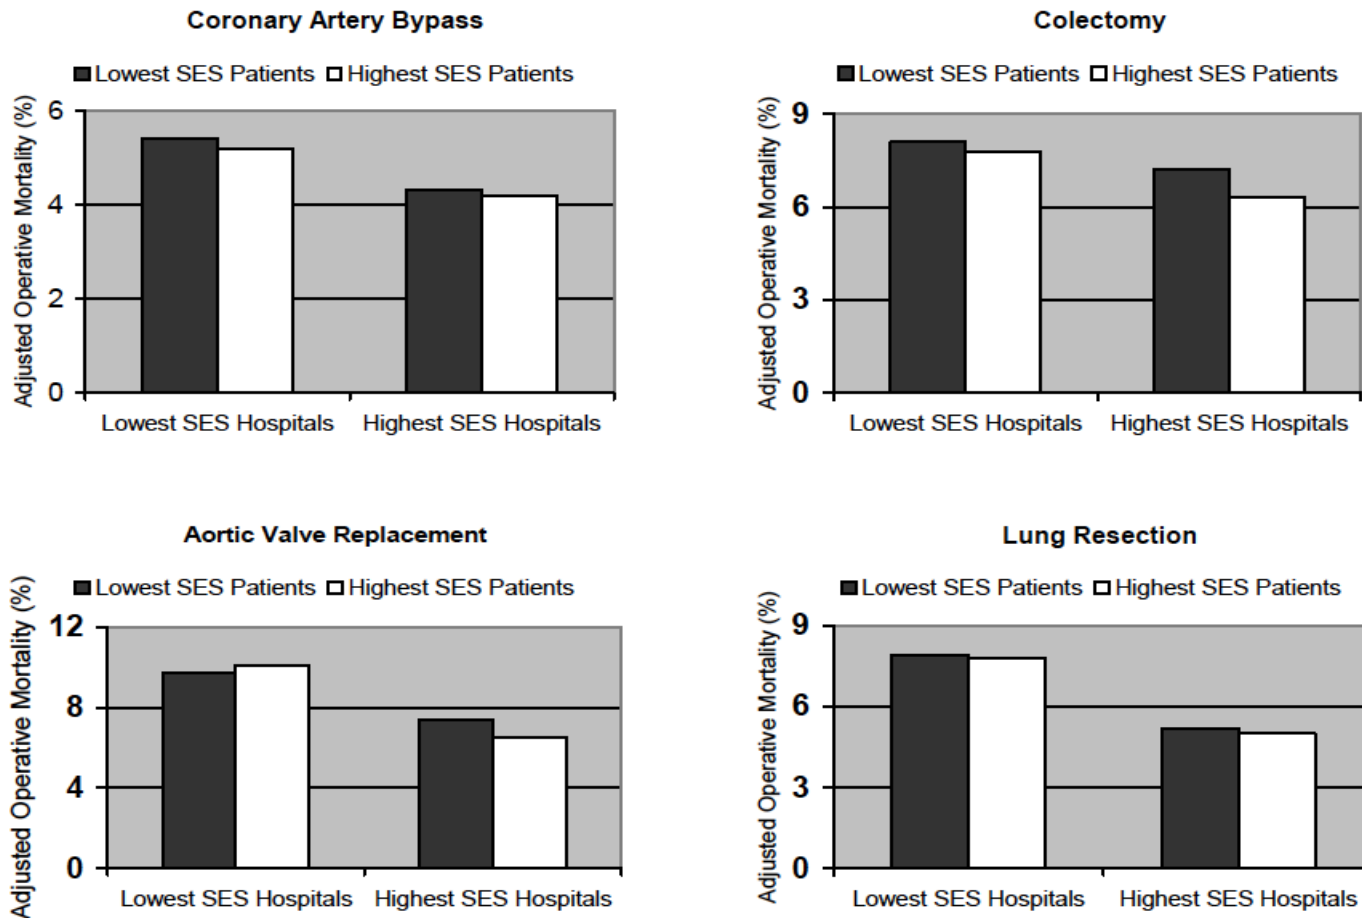 Coronary Artery Bypass
Lowest SES Patients Highest SES Patients
Adjusted Operative Mortality (%)
6
4
2
0
Lowest SES Hospitals Highest SES Hospitals
Colectomy
Lowest SES Patients Highest SES Patients
Adjusted Operative Mortality (%)
9
6
3
0
Lowest SES Hospitals Highest SES Hospitals
Aortic Valve Replacement
Lowest SES Patients Highest SES Patients
Adjusted Operative Mortality (%)
12
8
4
0
Lowest SES Hospitals Highest SES Hospitals
Lung Resection
Lowest SES Patients Highest SES Patients
Adjusted Operative Mortality (%)
9
6
3
0
Lowest SES Hospitals Highest SES Hospitals